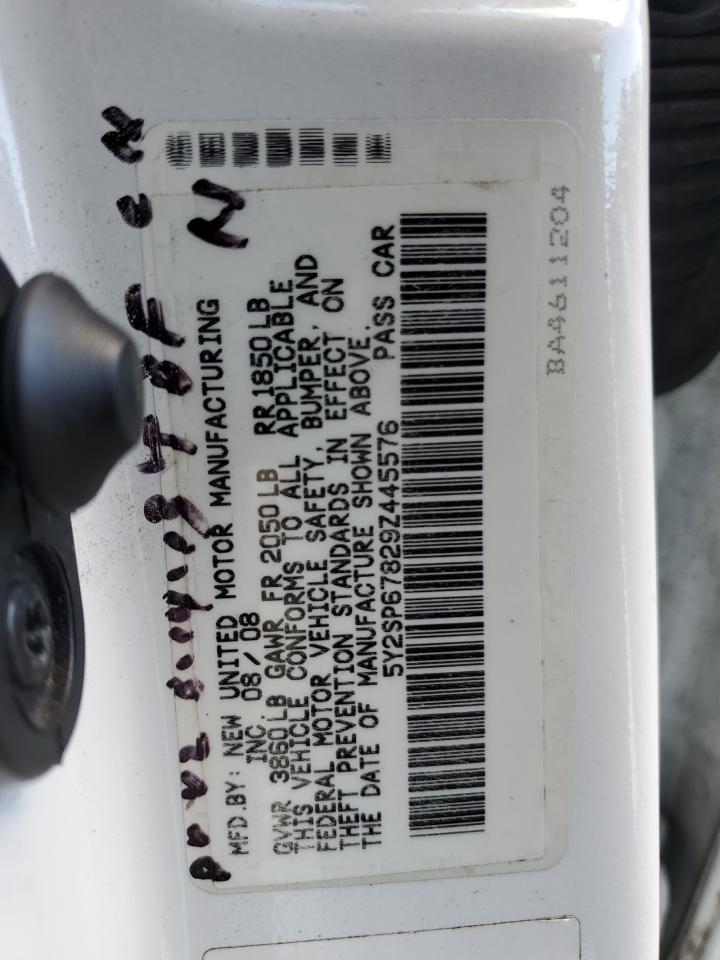 MFD.BY: NEW UNITED MOTOR MANUFACTURING
INC. 08/08
GVWR 3860LB GAWR FR 2050LB RR1850LB
THIS VEHICLE CONFORMS TO ALL APPLICABLE
FEDERAL MOTOR VEHICLE SAFETY, BUMPER, AND
THEFT PREVENTION STANDARDS IN EFFECT ON
THE DATE OF MANUFACTURE SHOWN ABOVE.
5Y2SP67829Z445576 PASS CAR
BA4611204